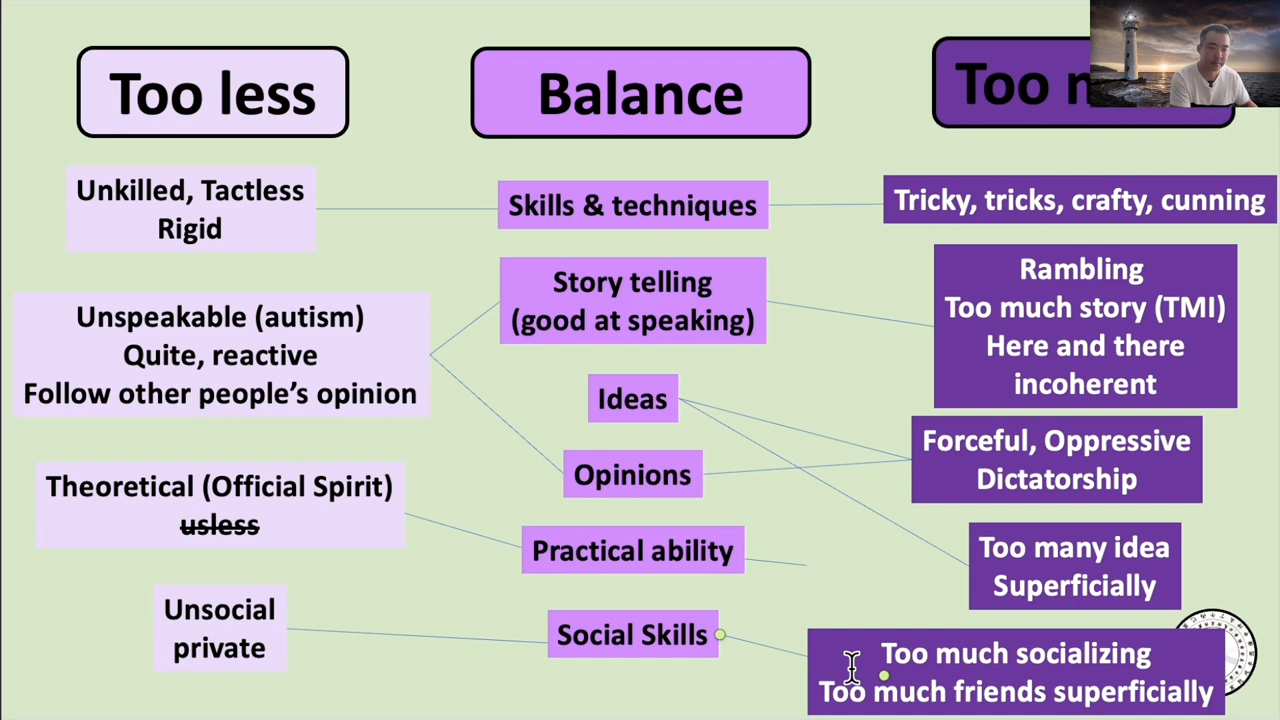 Too less
Balance
Too
Unkilled, Tactless
Rigid
Skills & techniques
Tricky, tricks, crafty, cunning
Unspeakable (autism)
Quite, reactive
Follow other people’s opinion
Story telling
(good at speaking)
Rambling
Too much story (TMI)
Here and there
incoherent
Ideas
Opinions
Forceful, Oppressive
Dictatorship
Theoretical (Official Spirit)
usless
Practical ability
Too many idea
Superficially
Unsocial
private
Social Skills
Too much socializing
Too much friends superficially